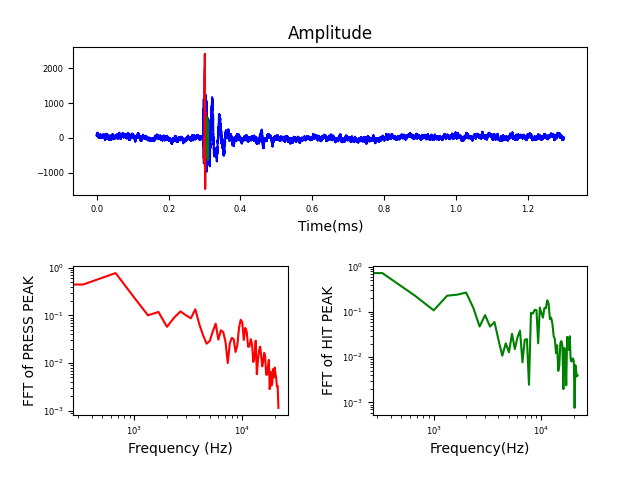 Amplitude
2000
1000
0
−1000
0.0 0.2 0.4 0.6 0.8 1.0 1.2
Time(ms)
FFT of PRESS PEAK
10⁰
10⁻¹
10⁻²
10⁻³
10³ 10⁴
Frequency (Hz)
FFT of HIT PEAK
10⁰
10⁻¹
10⁻²
10⁻³
10³ 10⁴
Frequency(Hz)